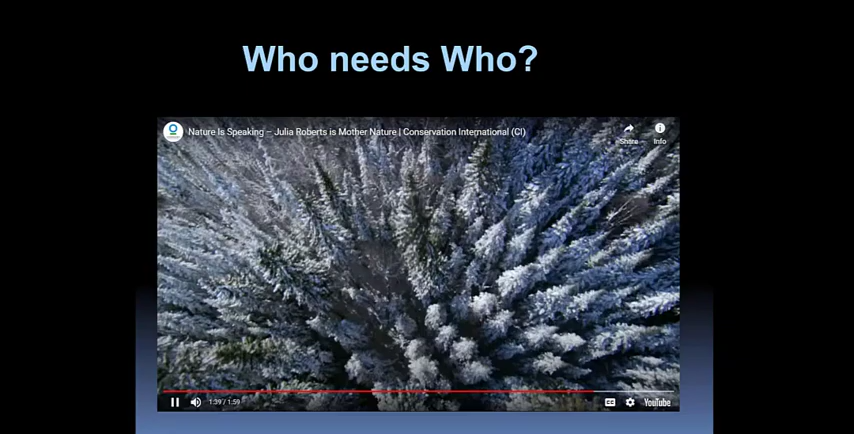 Who needs Who?
Nature Is Speaking – Julia Roberts is Mother Nature | Conservation International (CI)
Share
Info
1:39 / 1:59
CC
YouTube